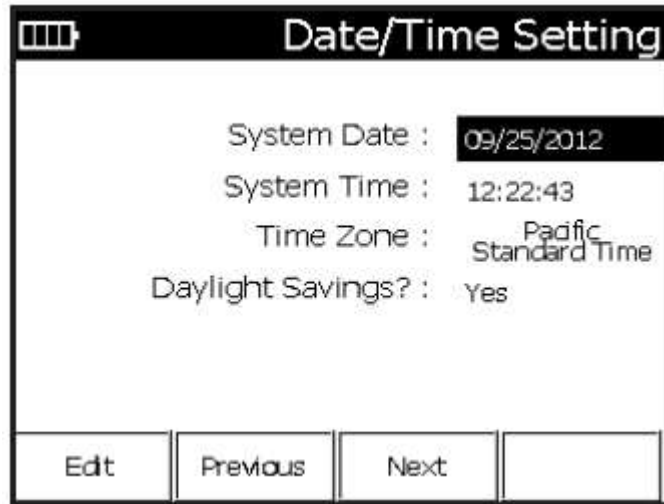 Date/Time Setting
System Date : 09/25/2012
System Time : 12:22:43
Time Zone : Pacific
Standard Time
Daylight Savings? : Yes
Edit Previous Next